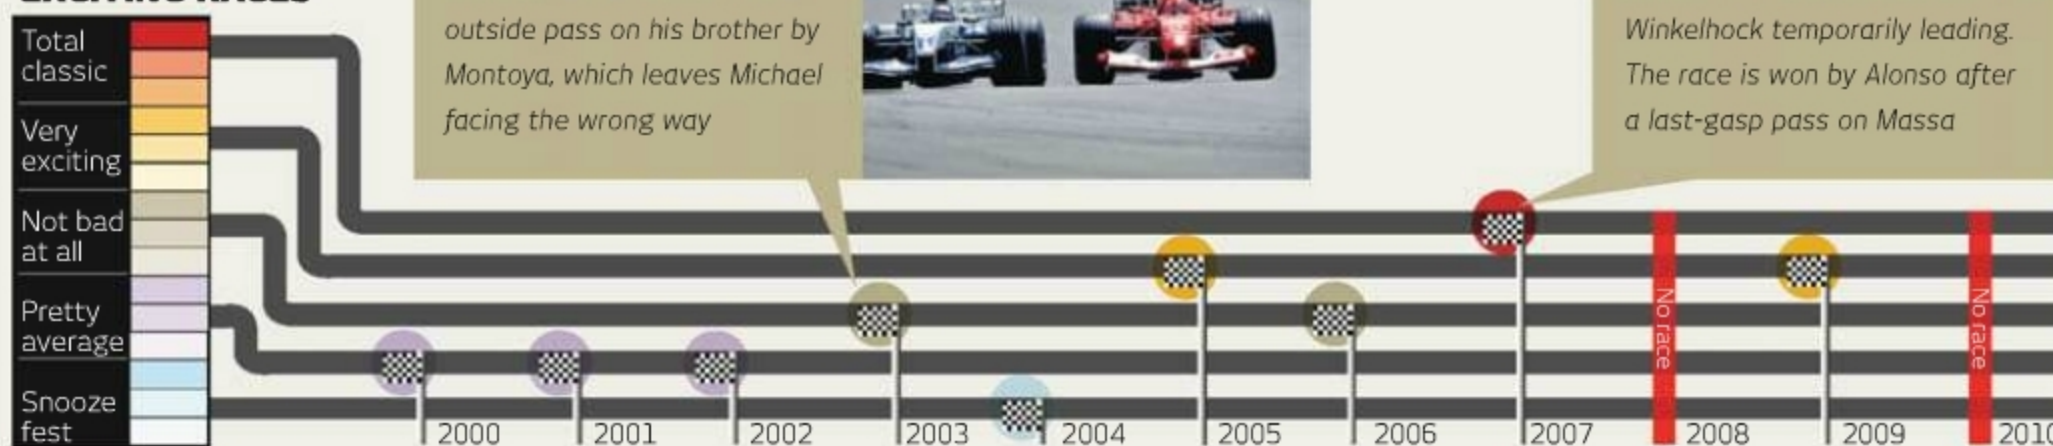 Total
classic
Very
exciting
Not bad
at all
Pretty
average
Snooze
fest
outside pass on his brother by
Montoya, which leaves Michael
facing the wrong way
Winkelhock temporarily leading.
The race is won by Alonso after
a last-gasp pass on Massa
No race
No race
2000
2001
2002
2003
2004
2005
2006
2007
2008
2009
2010